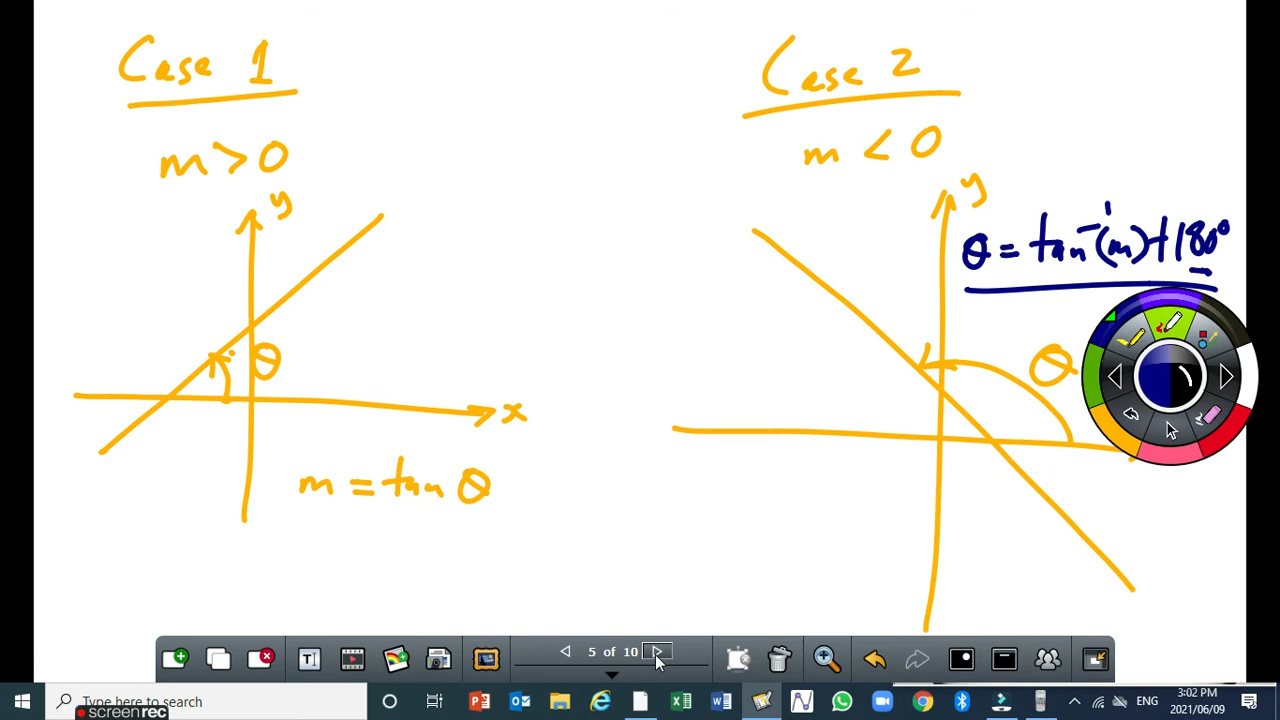 Case 1
m > 0
y
θ
x
m = tan θ
Case 2
m < 0
y
θ = tan⁻¹(m)+180°
θ
5 of 10
Type here to search
ENG
3:02 PM
2021/06/09
screenrec